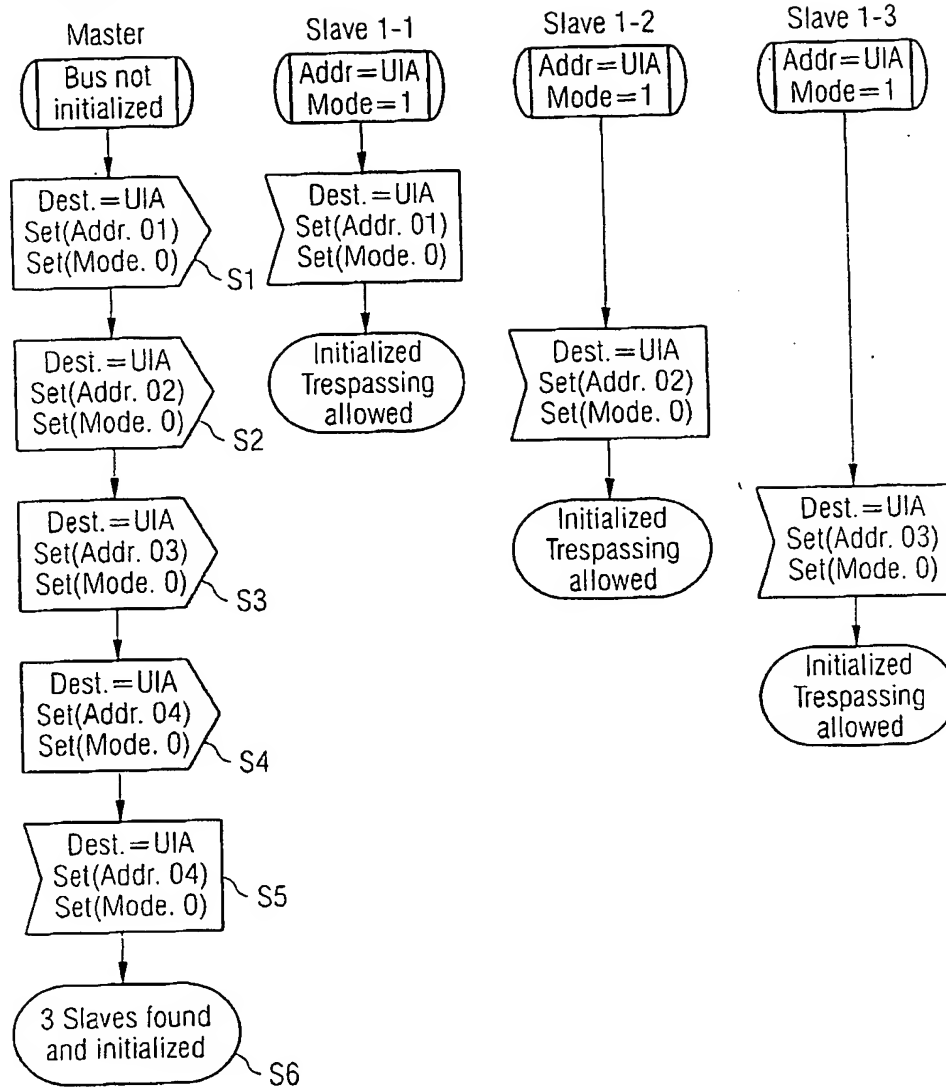 Master
Bus not
initialized
Dest.=UIA
Set(Addr. 01)
Set(Mode. 0)
S1
Dest.=UIA
Set(Addr. 02)
Set(Mode. 0)
S2
Dest.=UIA
Set(Addr. 03)
Set(Mode. 0)
S3
Dest.=UIA
Set(Addr. 04)
Set(Mode. 0)
S4
Dest.=UIA
Set(Addr. 04)
Set(Mode. 0)
S5
3 Slaves found
and initialized
S6
Slave 1-1
Addr=UIA
Mode=1
Dest.=UIA
Set(Addr. 01)
Set(Mode. 0)
Initialized
Trespassing
allowed
Slave 1-2
Addr=UIA
Mode=1
Dest.=UIA
Set(Addr. 02)
Set(Mode. 0)
Initialized
Trespassing
allowed
Slave 1-3
Addr=UIA
Mode=1
Dest.=UIA
Set(Addr. 03)
Set(Mode. 0)
Initialized
Trespassing
allowed